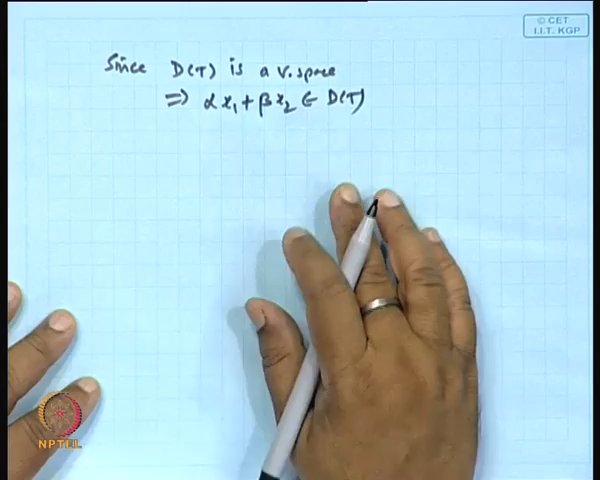 © CET
I.I.T. KGP
Since D(T) is a V. space
⇒ αx₁ + βx₂ ∈ D(T)
NPTEL